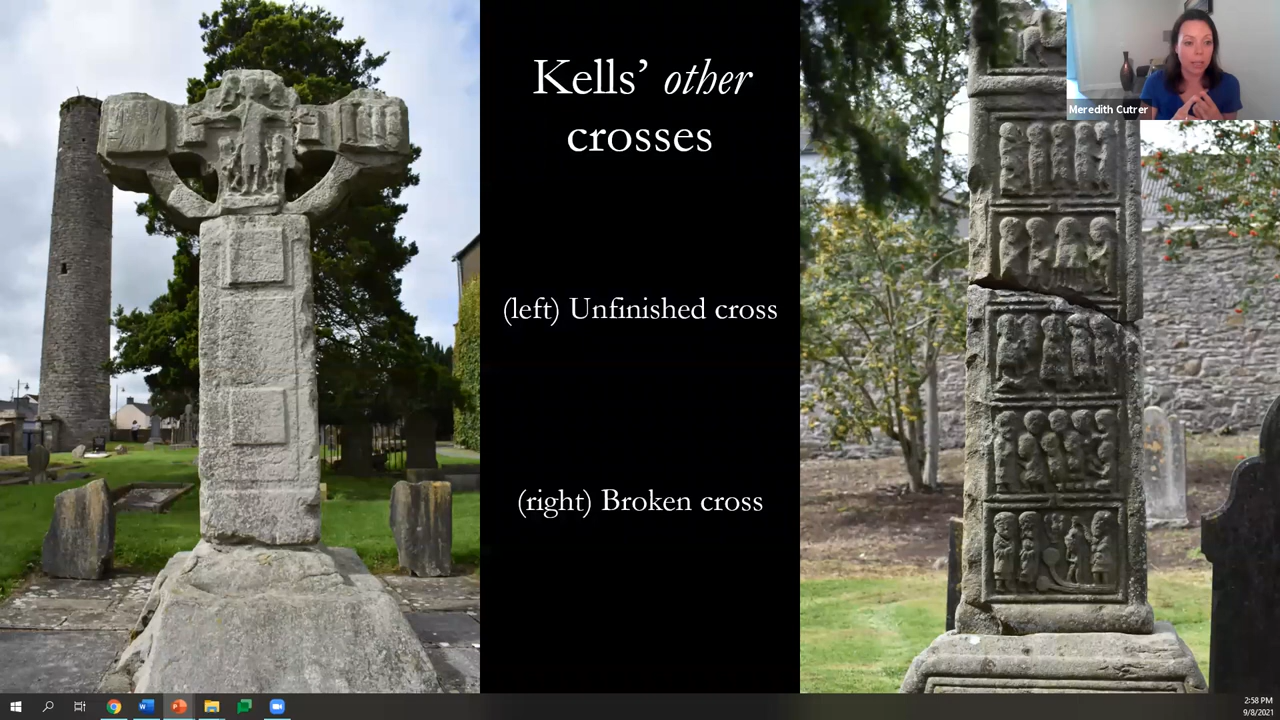 Kells' other
crosses
(left) Unfinished cross
(right) Broken cross
Meredith Cutrer
2:58 PM
9/8/2021